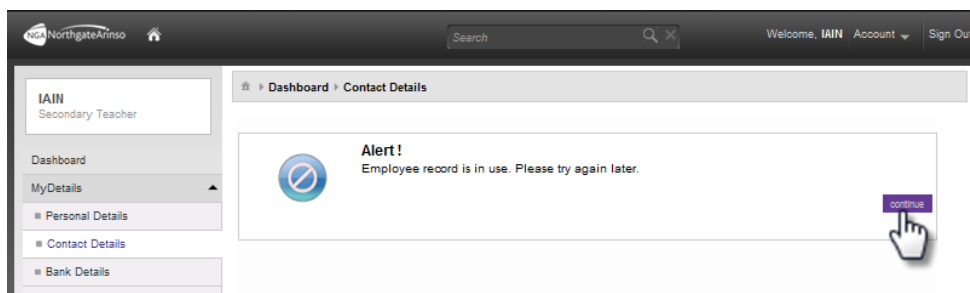 NGA NorthgateArinso Search Welcome, IAIN Account Sign Ou
IAIN
Secondary Teacher
Dashboard
MyDetails
Personal Details
Contact Details
Bank Details
Dashboard Contact Details
Alert !
Employee record is in use. Please try again later.
continue